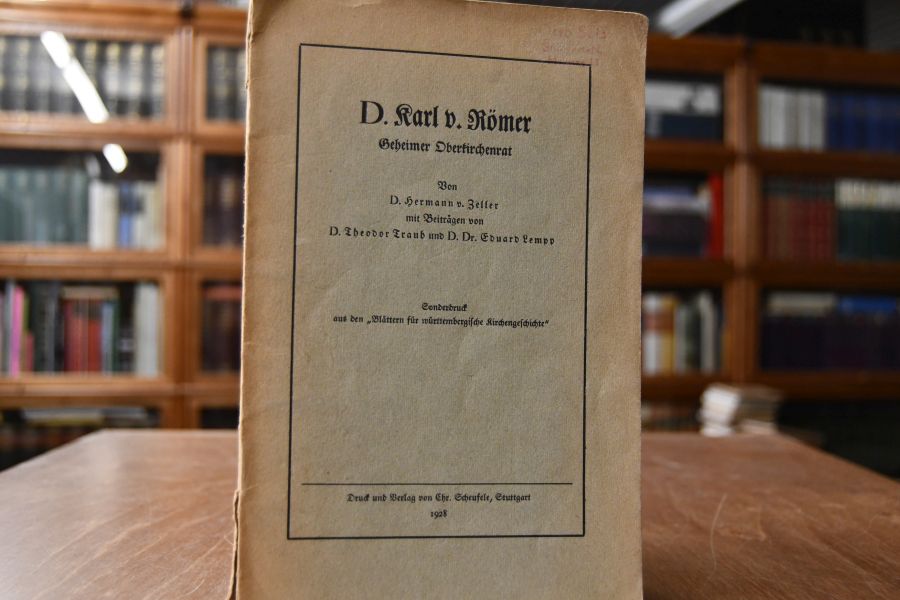 D. Karl v. Römer
Geheimer Oberkirchenrat
Von
D. Hermann v. Zeller
mit Beiträgen von
D. Theodor Traub und D. Dr. Eduard Lempp
Sonderdruck
aus den „Blättern für württembergische Kirchengeschichte“
Druck und Verlag von Chr. Scheufele, Stuttgart
1928